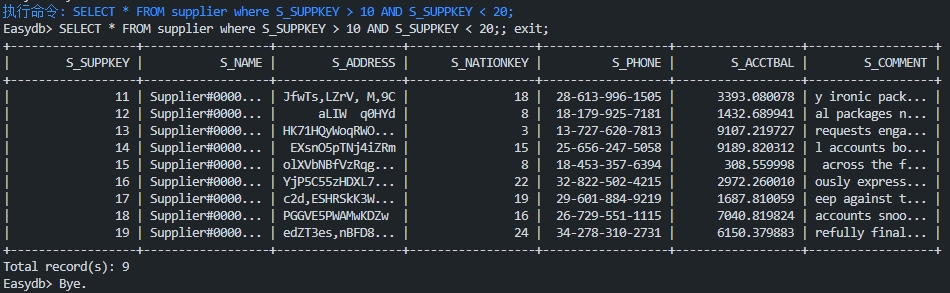 执行命令: SELECT * FROM supplier where S_SUPPKEY > 10 AND S_SUPPKEY < 20;
Easydb> SELECT * FROM supplier where S_SUPPKEY > 10 AND S_SUPPKEY < 20;; exit;
| S_SUPPKEY | S_NAME | S_ADDRESS | S_NATIONKEY | S_PHONE | S_ACCTBAL | S_COMMENT |
| 11 | Supplier#0000... | JfwTs,LZrV, M,9C | 18 | 28-613-996-1505 | 3393.080078 | y ironic pack... |
| 12 | Supplier#0000... | aLIW  q0HYd | 8 | 18-179-925-7181 | 1432.689941 | al packages n... |
| 13 | Supplier#0000... | HK71HQyWoqRWO... | 3 | 13-727-620-7813 | 9107.219727 | requests enga... |
| 14 | Supplier#0000... | EXsnO5pTNj4iZRm | 15 | 25-656-247-5058 | 9189.820312 | l accounts bo... |
| 15 | Supplier#0000... | olXVbNBfVzRqg... | 8 | 18-453-357-6394 | 308.559998 | across the f... |
| 16 | Supplier#0000... | YjP5C55zHDXL7... | 22 | 32-822-502-4215 | 2972.260010 | ously express... |
| 17 | Supplier#0000... | c2d,ESHRSkK3W... | 19 | 29-601-884-9219 | 1687.810059 | eep against t... |
| 18 | Supplier#0000... | PGGVE5PWAMwKDZw | 16 | 26-729-551-1115 | 7040.819824 | accounts snoo... |
| 19 | Supplier#0000... | edZT3es,nBFD8... | 24 | 34-278-310-2731 | 6150.379883 | refully final... |
Total record(s): 9
Easydb> Bye.